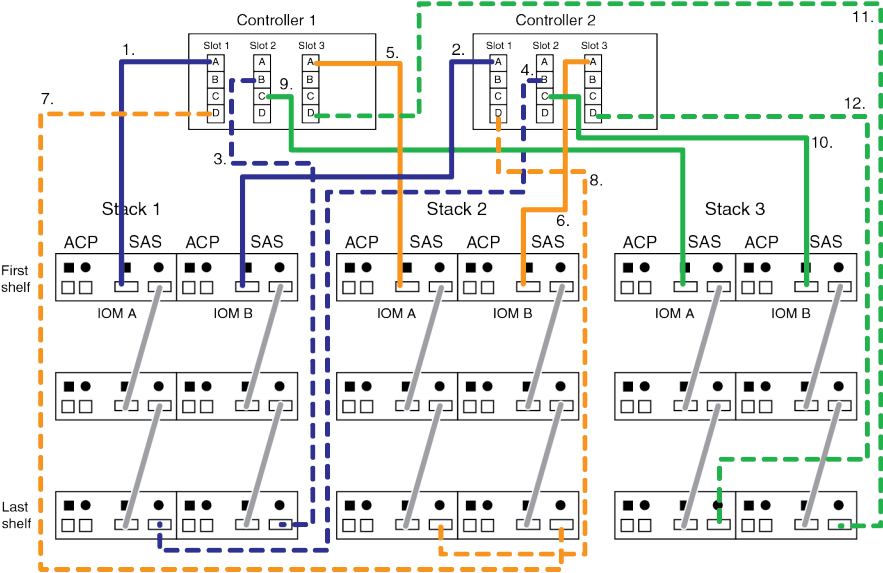 Controller 1 Controller 2 11.
1. Slot 1 Slot 2 Slot 3 5. 2. Slot 1 Slot 2 Slot 3
A A A A A A
B B B 4. B B B
7. 9. C C C C C C
D D D D D D 12.
3. 10.
8.
Stack 1 Stack 2 6. Stack 3
ACP SAS ACP SAS ACP SAS ACP SAS ACP SAS ACP SAS
First
shelf
IOM A IOM B IOM A IOM B IOM A IOM B
Last
shelf